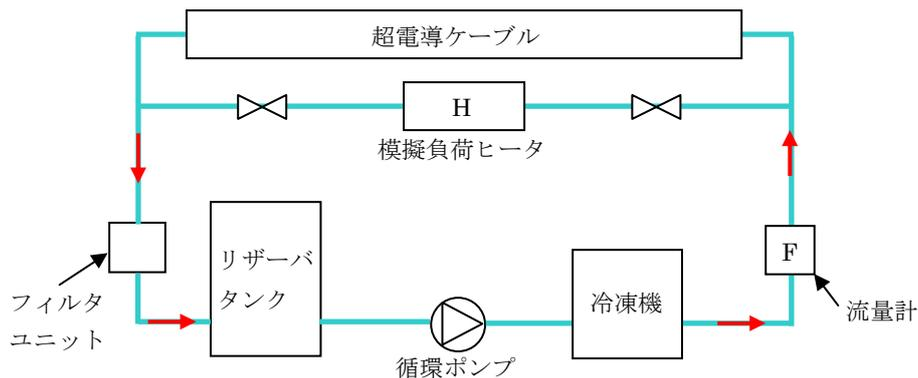 超電導ケーブル
H
模擬負荷ヒータ
リザーバ
タンク
F
冷凍機
フィルタ
ユニット
流量計
循環ポンプ